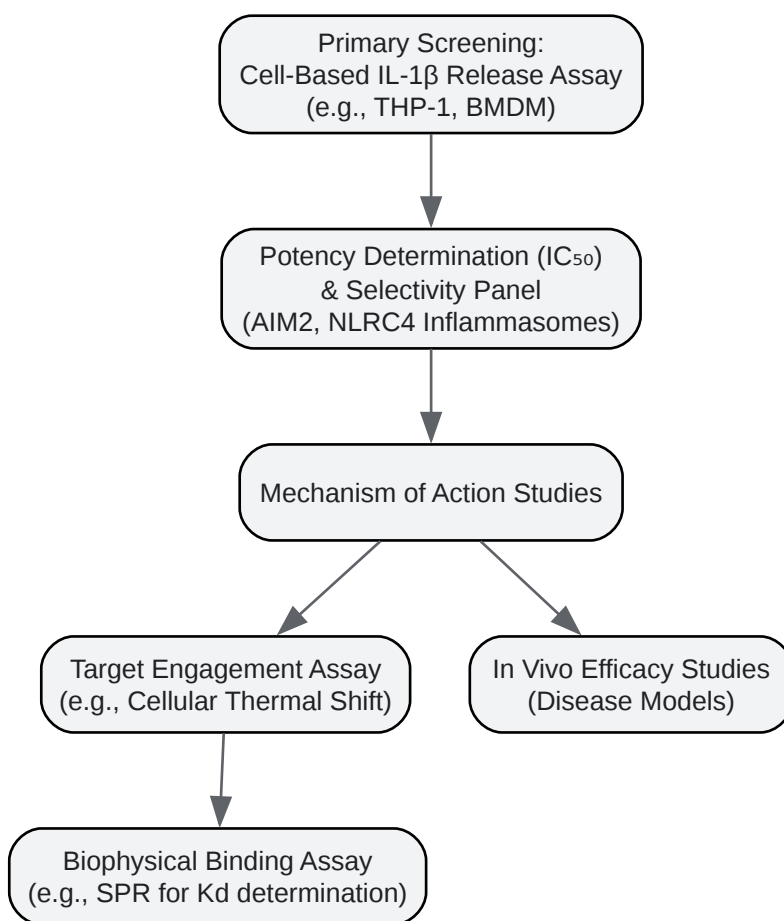 Primary Screening:
Cell-Based IL-1β Release Assay
(e.g., THP-1, BMDM)
Potency Determination (IC₅₀)
& Selectivity Panel
(AIM2, NLRC4 Inflammasomes)
Mechanism of Action Studies
Target Engagement Assay
(e.g., Cellular Thermal Shift)
In Vivo Efficacy Studies
(Disease Models)
Biophysical Binding Assay
(e.g., SPR for Kd determination)